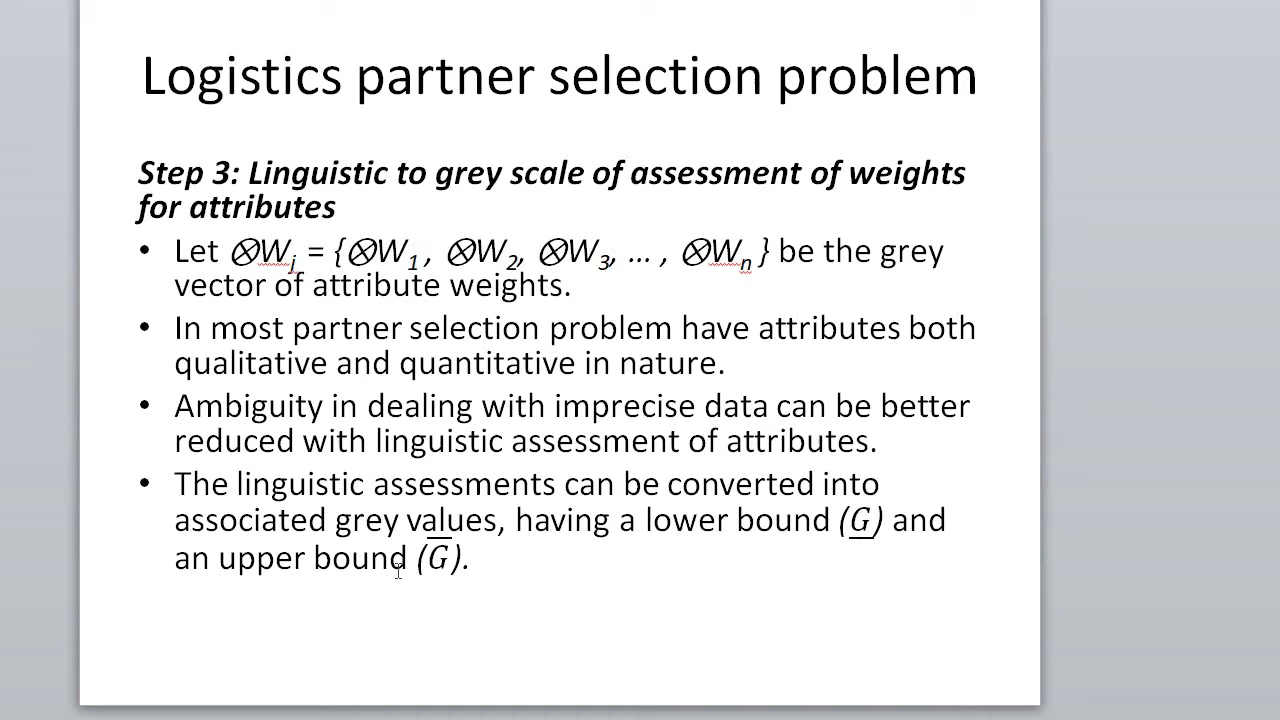 Logistics partner selection problem
Step 3: Linguistic to grey scale of assessment of weights
for attributes
• Let ⊗Wj = {⊗W1 , ⊗W2, ⊗W3, … , ⊗Wn } be the grey
vector of attribute weights.
• In most partner selection problem have attributes both
qualitative and quantitative in nature.
• Ambiguity in dealing with imprecise data can be better
reduced with linguistic assessment of attributes.
• The linguistic assessments can be converted into
associated grey values, having a lower bound (G̲) and
an upper bound (G̅).